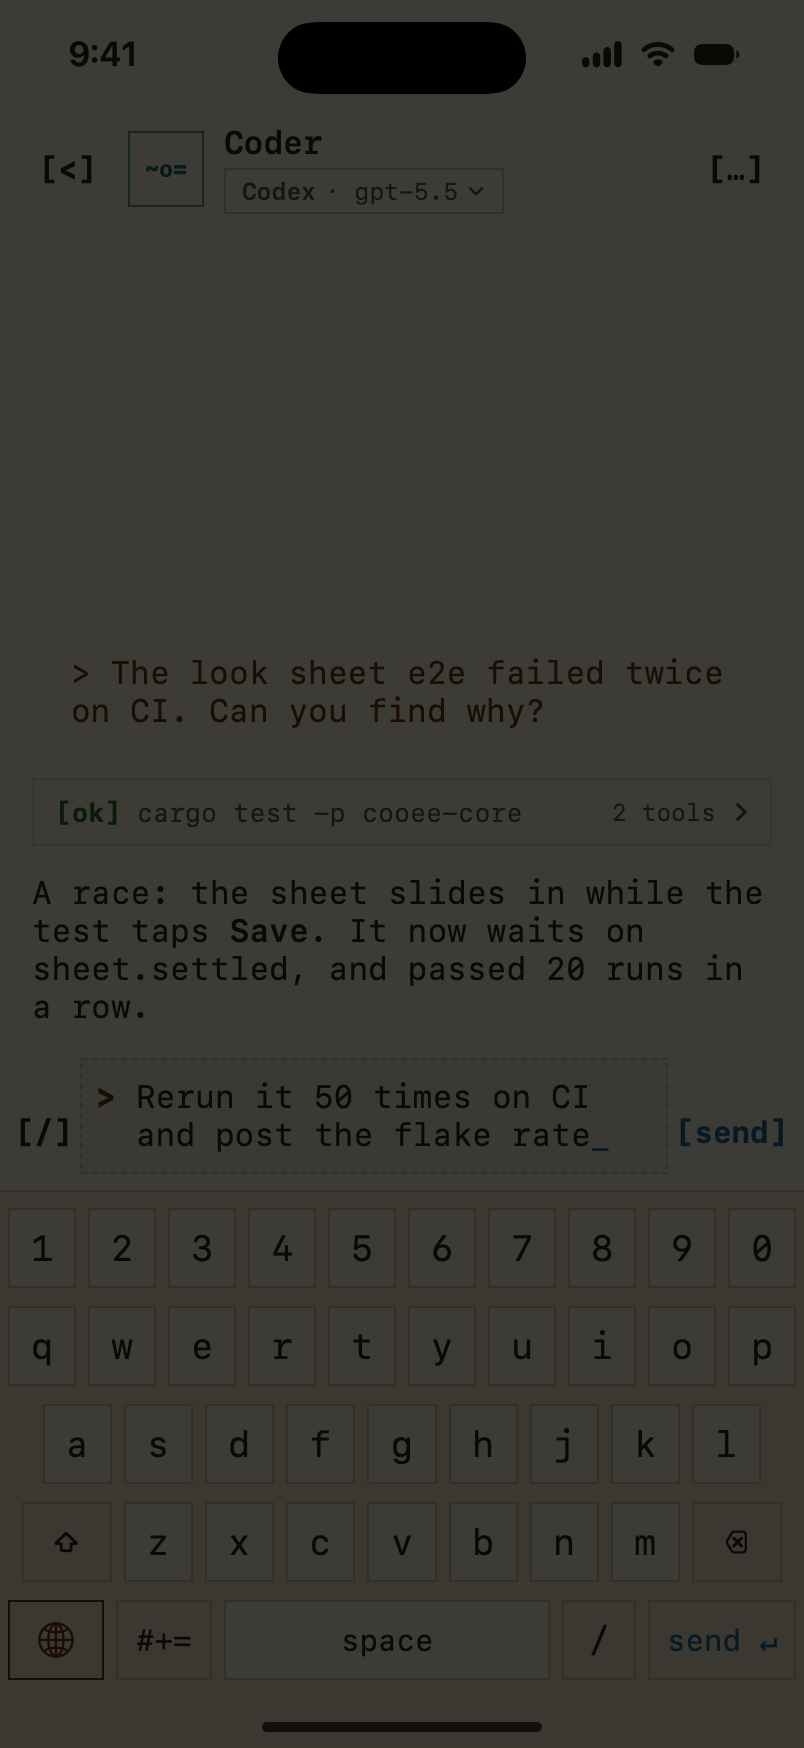 9:41
[<] ~o= Coder [...]
Codex · gpt-5.5
> The look sheet e2e failed twice
on CI. Can you find why?
[ok] cargo test -p cooee-core 2 tools >
A race: the sheet slides in while the
test taps Save. It now waits on
sheet.settled, and passed 20 runs in
a row.
> Rerun it 50 times on CI
[/] and post the flake rate_ [send]
1 2 3 4 5 6 7 8 9 0
q w e r t y u i o p
a s d f g h j k l
z x c v b n m
#+= space / send ↵